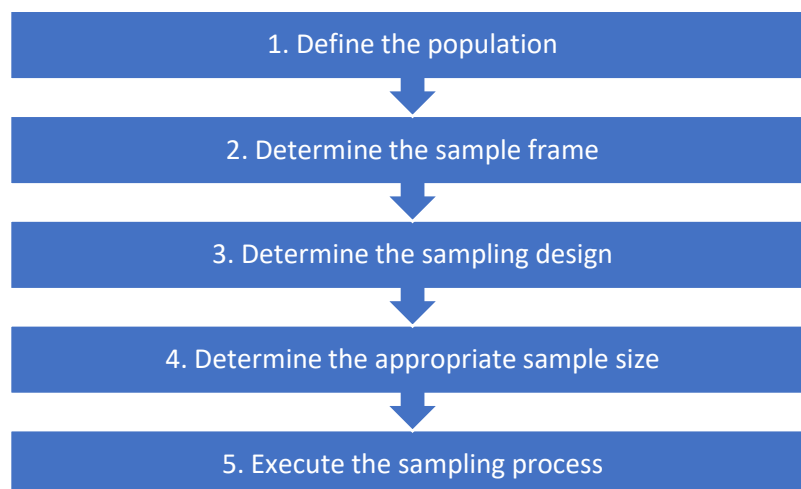 1. Define the population
2. Determine the sample frame
3. Determine the sampling design
4. Determine the appropriate sample size
5. Execute the sampling process